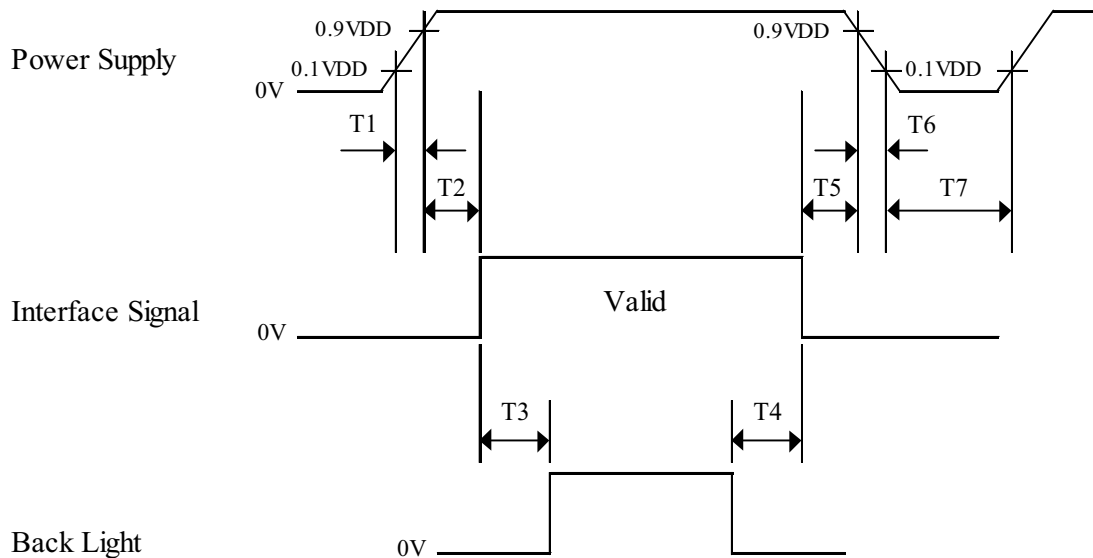 0.9VDD
0.9VDD
Power Supply
0.1VDD
0.1VDD
0V
T1
T6
T2
T5
T7
Interface Signal
Valid
0V
T3
T4
Back Light
0V